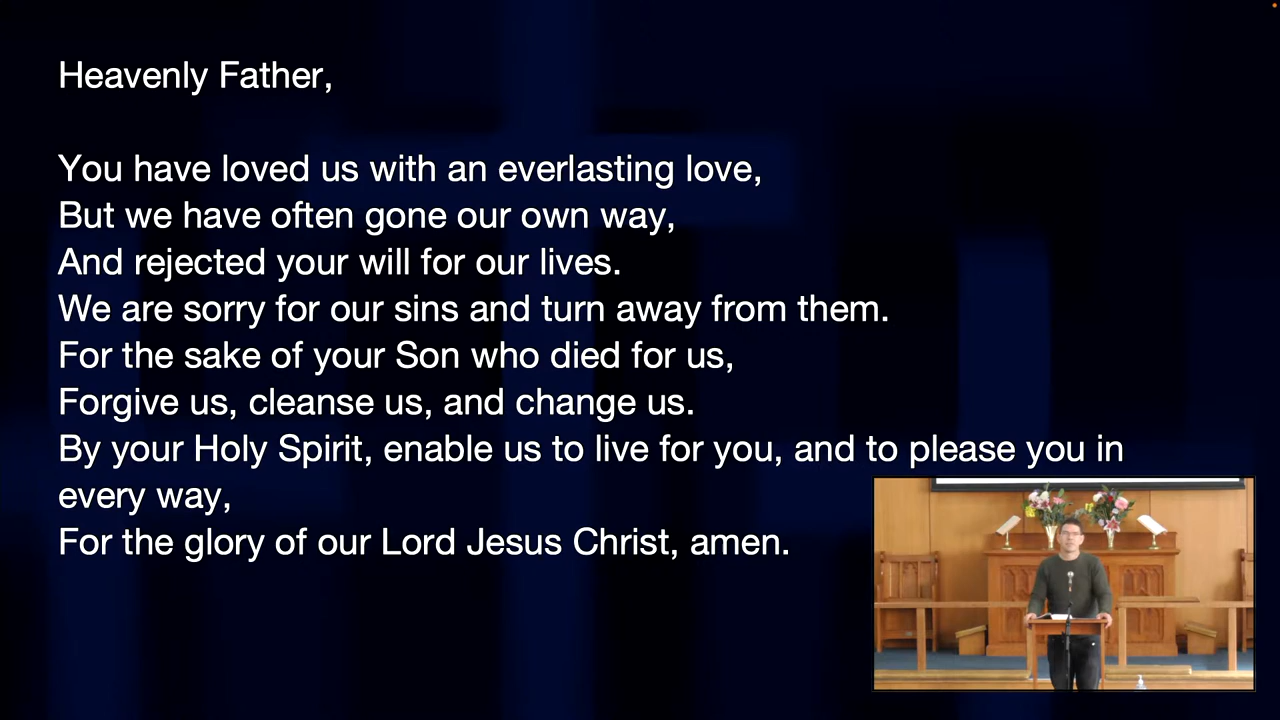 Heavenly Father,
You have loved us with an everlasting love,
But we have often gone our own way,
And rejected your will for our lives.
We are sorry for our sins and turn away from them.
For the sake of your Son who died for us,
Forgive us, cleanse us, and change us.
By your Holy Spirit, enable us to live for you, and to please you in
every way,
For the glory of our Lord Jesus Christ, amen.